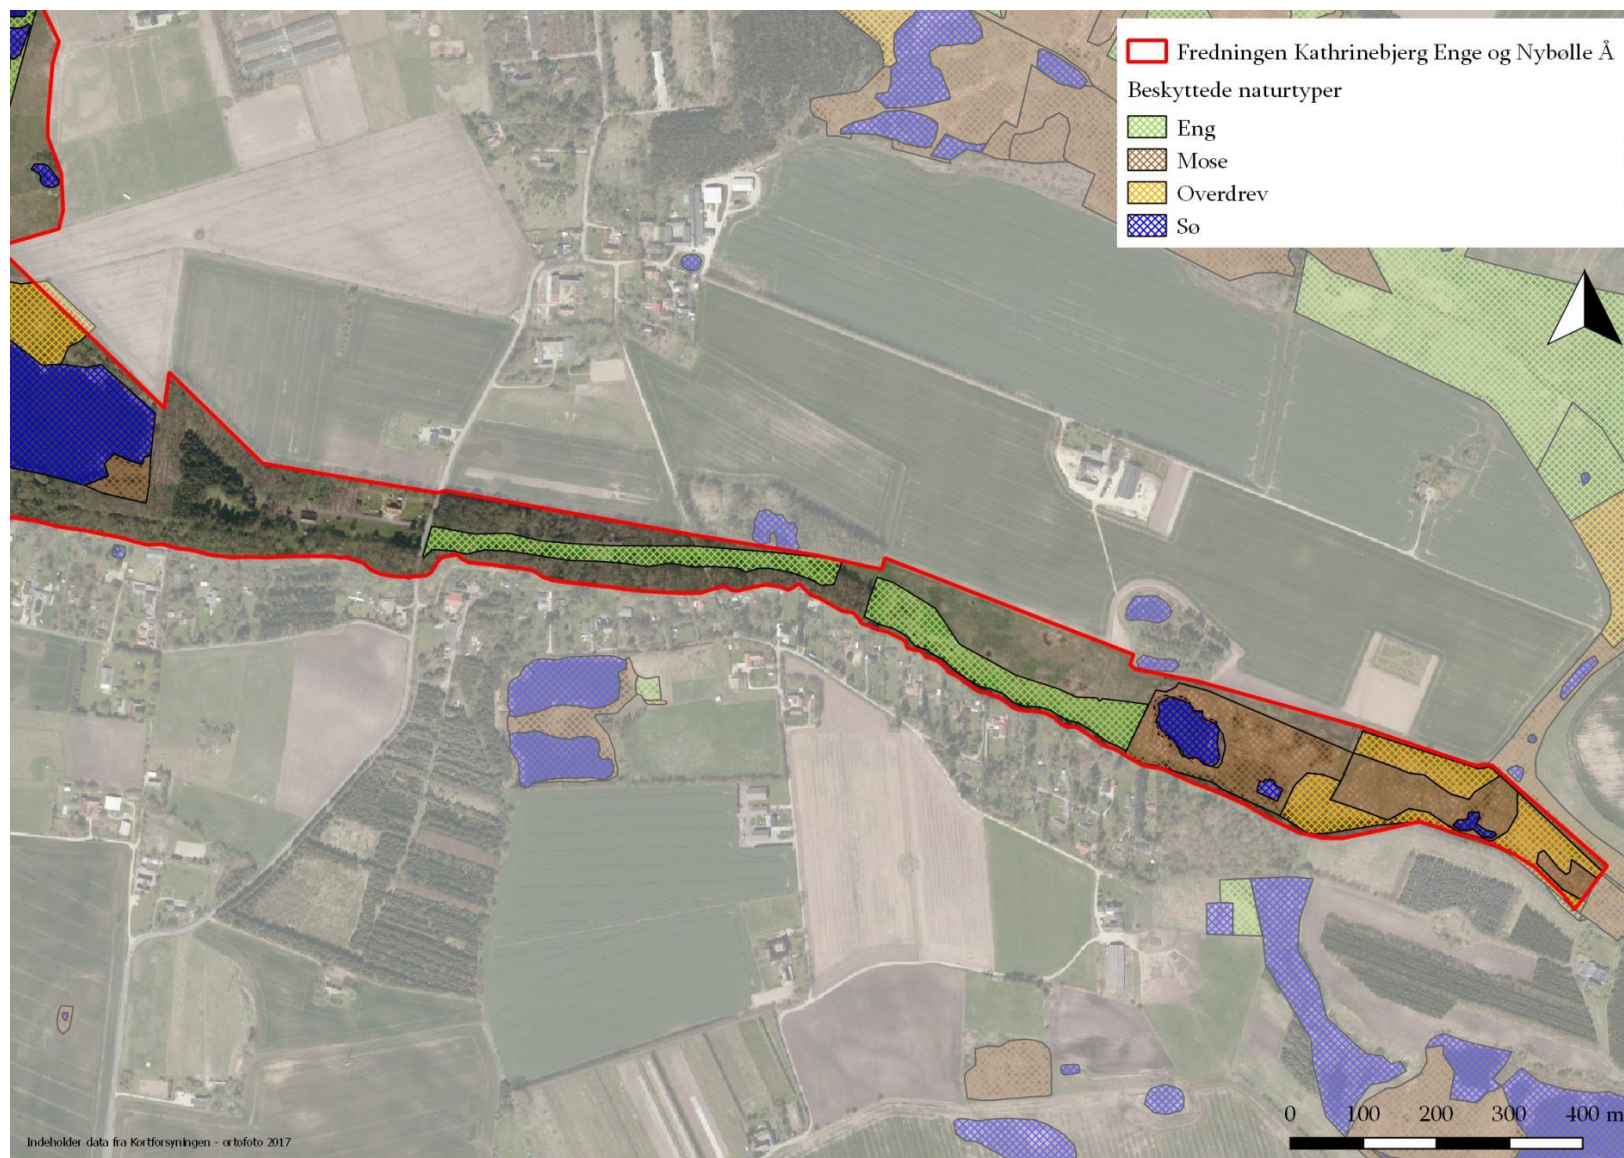 Fredningen Kathrinebjerg Enge og Nybølle Å
Beskyttede naturtyper
Eng
Mose
Overdrev
Sø
0 100 200 300 400 m
Indeholder data fra Kortforsyningen - ortofoto 2017